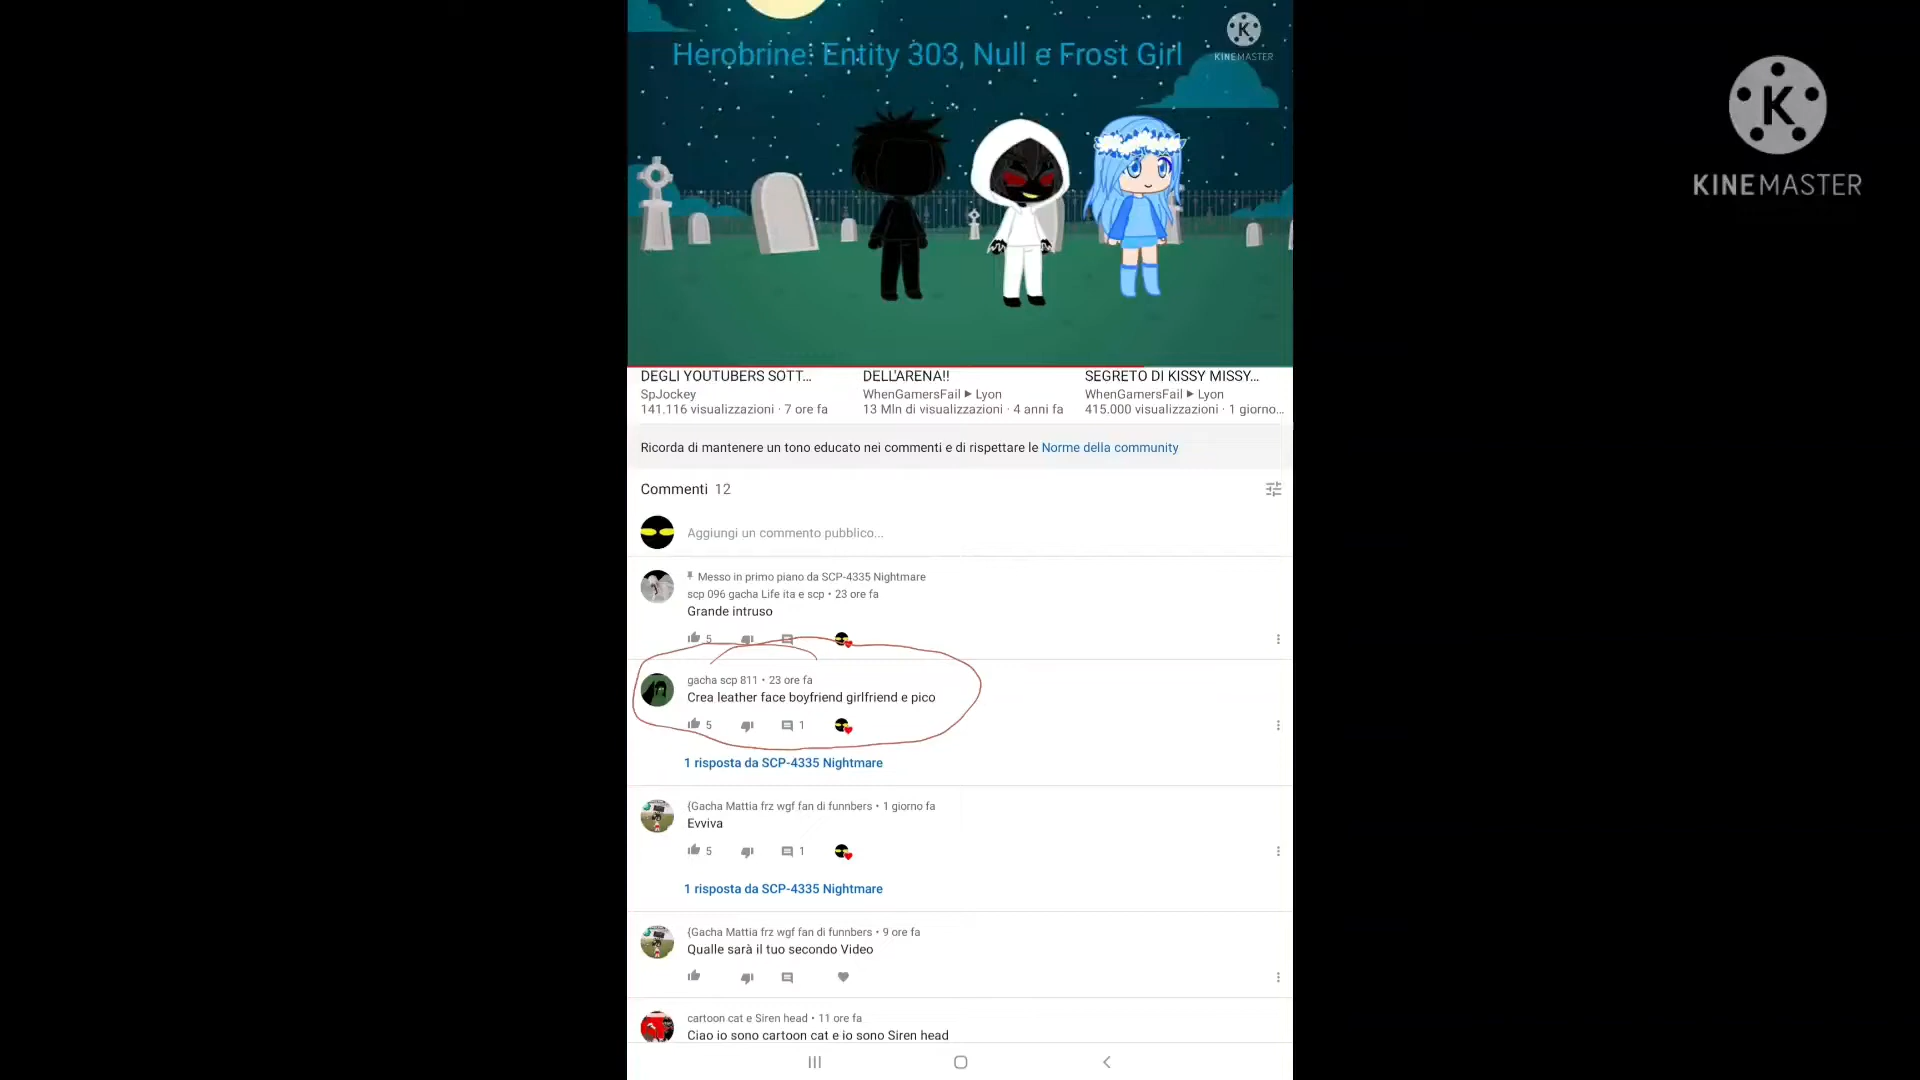 Herobrine: Entity 303, Null e Frost Girl
KINEMASTER
KINEMASTER
DEGLI YOUTUBERS SOTT...
SpJockey
141.116 visualizzazioni · 7 ore fa
DELL'ARENA!!
WhenGamersFail ▶ Lyon
13 Mln di visualizzazioni · 4 anni fa
SEGRETO DI KISSY MISSY...
WhenGamersFail ▶ Lyon
415.000 visualizzazioni · 1 giorno...
Ricorda di mantenere un tono educato nei commenti e di rispettare le Norme della community
Commenti 12
Aggiungi un commento pubblico...
Messo in primo piano da SCP-4335 Nightmare
scp 096 gacha Life ita e scp • 23 ore fa
Grande intruso
5
gacha scp 811 • 23 ore fa
Crea leather face boyfriend girlfriend e pico
5 1
1 risposta da SCP-4335 Nightmare
{Gacha Mattia frz wgf fan di funnbers • 1 giorno fa
Evviva
5 1
1 risposta da SCP-4335 Nightmare
{Gacha Mattia frz wgf fan di funnbers • 9 ore fa
Qualle sarà il tuo secondo Video
cartoon cat e Siren head • 11 ore fa
Ciao io sono cartoon cat e io sono Siren head